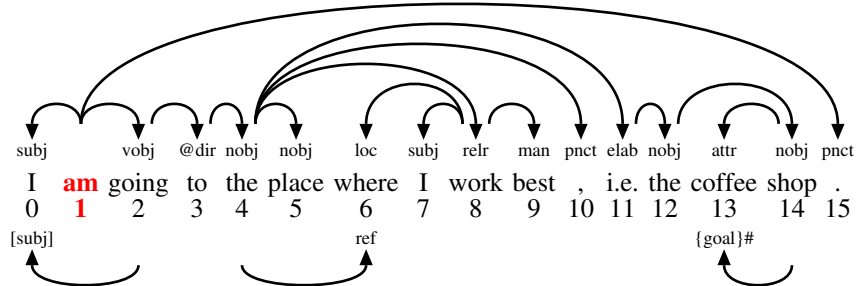 subj vobj @dir nobj nobj loc subj relr man pnct elab nobj attr nobj pnct
I am going to the place where I work best , i.e. the coffee shop .
0 1 2 3 4 5 6 7 8 9 10 11 12 13 14 15
[subj] ref {goal}#